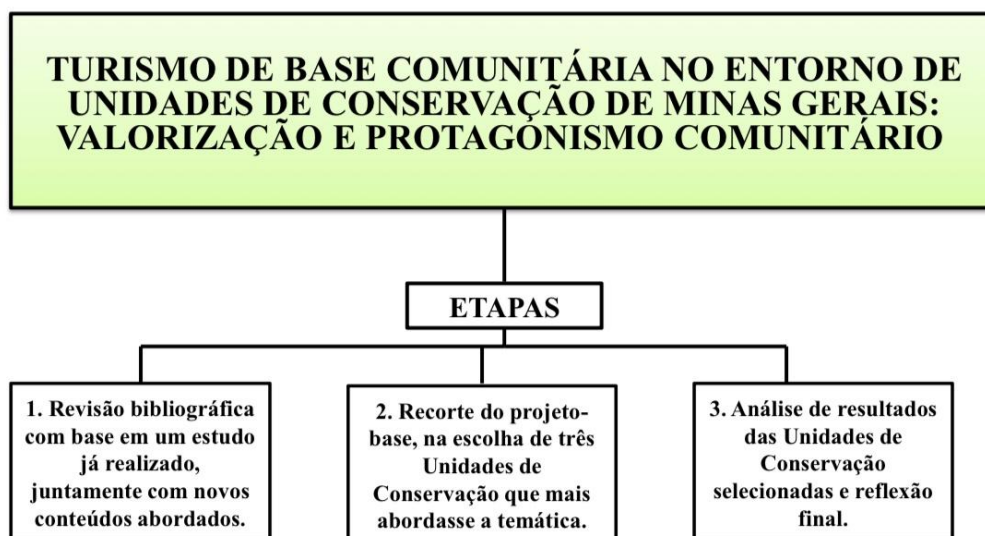 TURISMO DE BASE COMUNITÁRIA NO ENTORNO DE
UNIDADES DE CONSERVAÇÃO DE MINAS GERAIS:
VALORIZAÇÃO E PROTAGONISMO COMUNITÁRIO
ETAPAS
1. Revisão bibliográfica
com base em um estudo
já realizado,
juntamente com novos
conteúdos abordados.
2. Recorte do projeto-
base, na escolha de três
Unidades de
Conservação que mais
abordasse a temática.
3. Análise de resultados
das Unidades de
Conservação
selecionadas e reflexão
final.